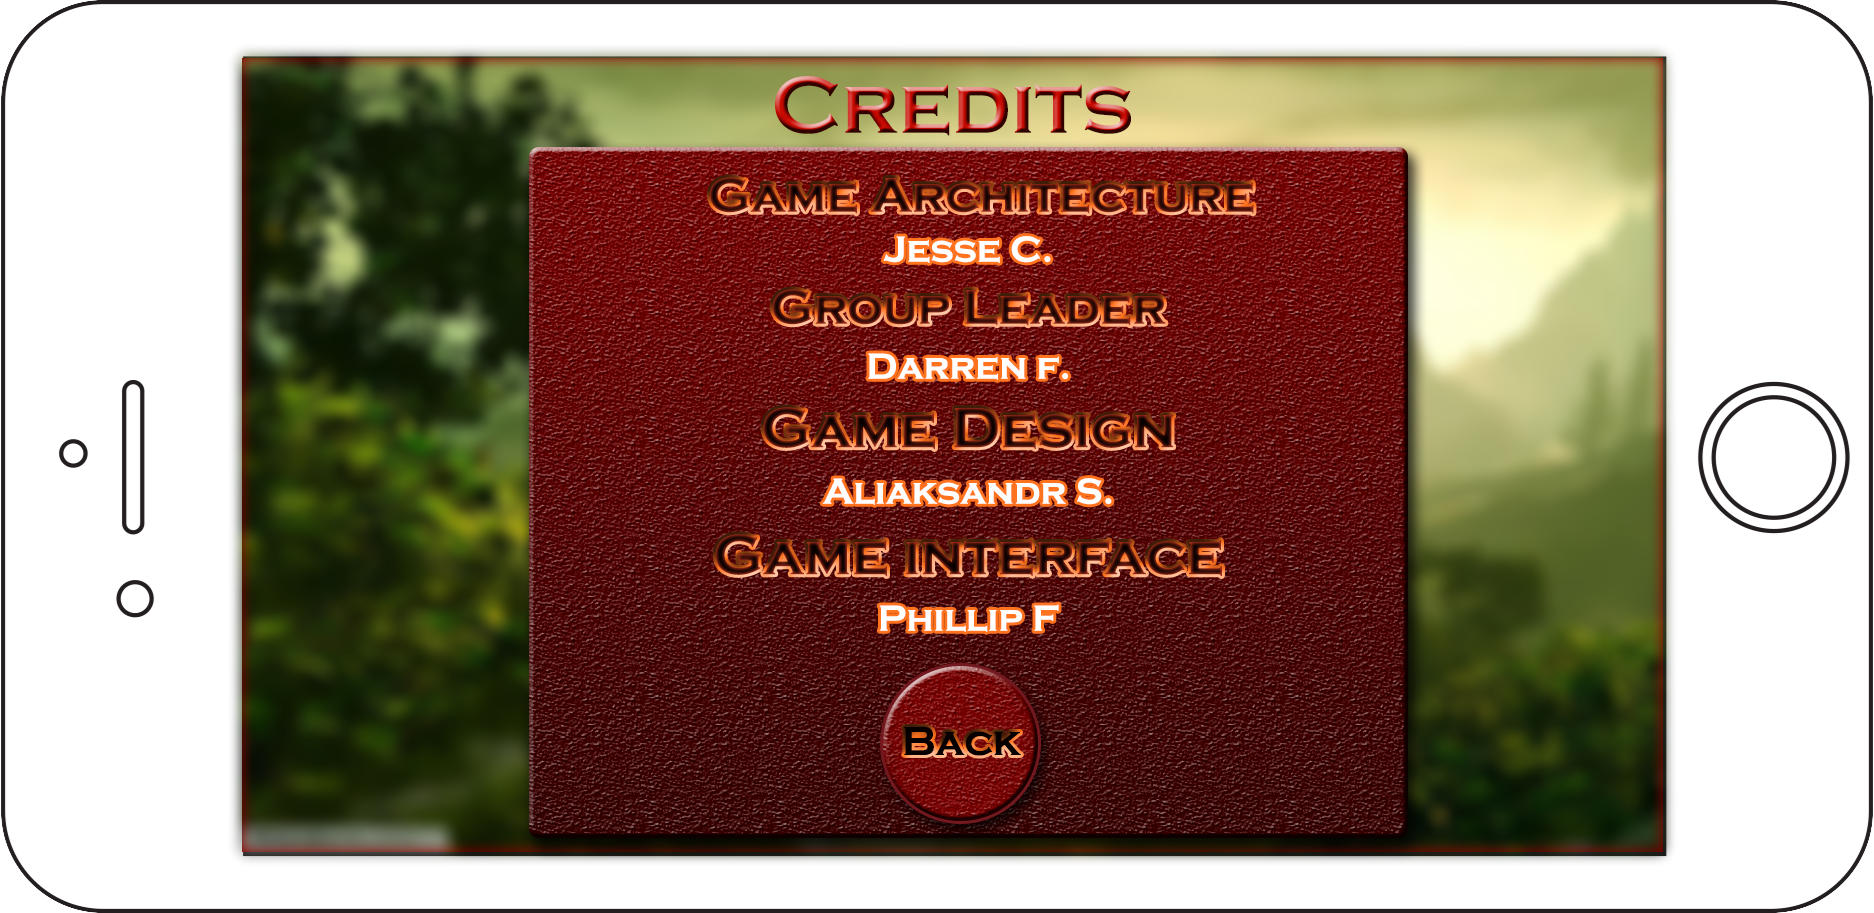 Credits
Game Architecture
Jesse C.
Group Leader
Darren F.
Game Design
Aliaksandr S.
Game interface
Phillip F
Back